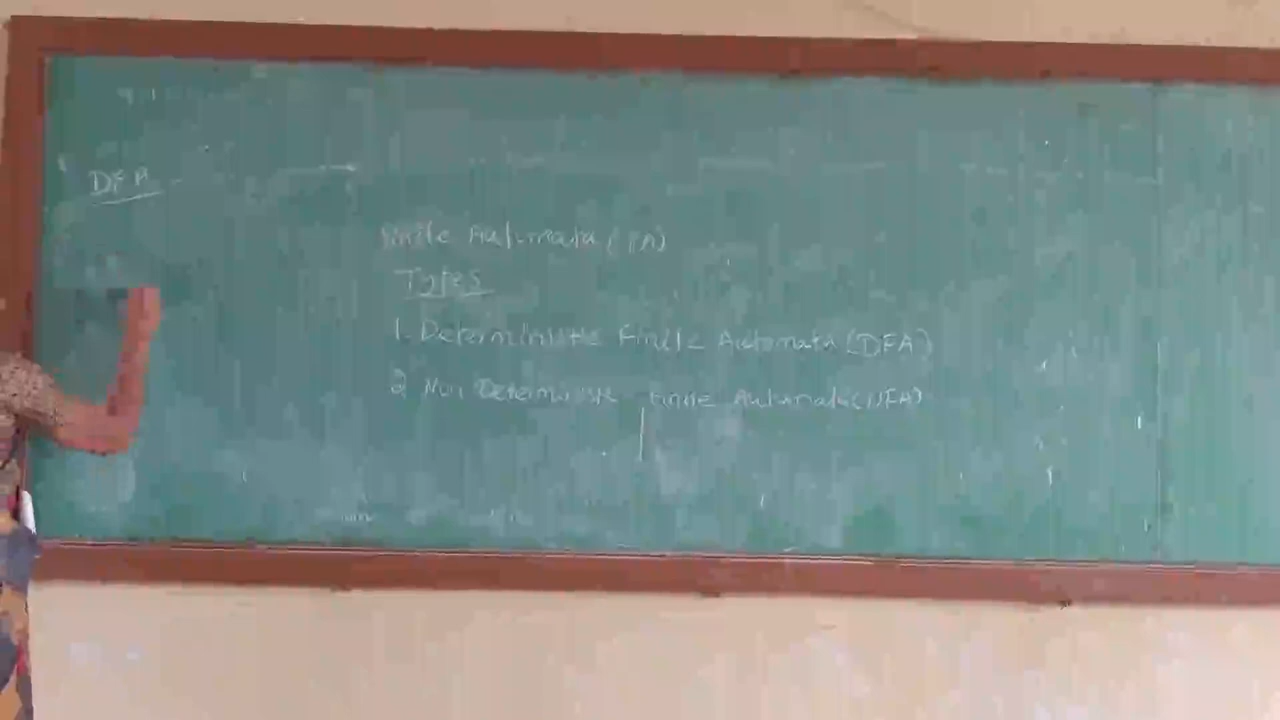 DFA
Finite Automata (FA)
Types
1. Deterministic Finite Automata (DFA)
2 Non Deterministic Finite Automata (NFA)